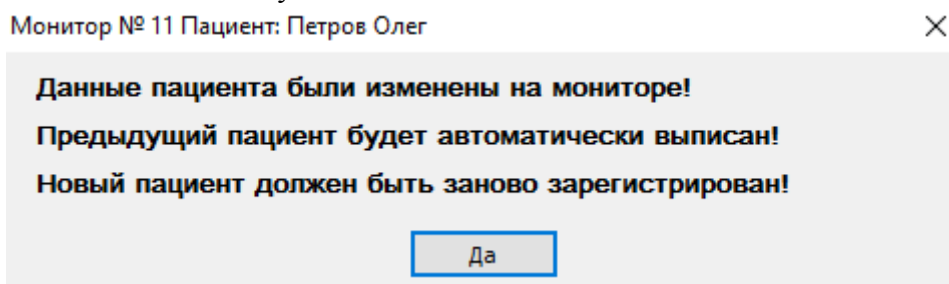 Монитор № 11 Пациент: Петров Олег
Данные пациента были изменены на мониторе!
Предыдущий пациент будет автоматически выписан!
Новый пациент должен быть заново зарегистрирован!
Да